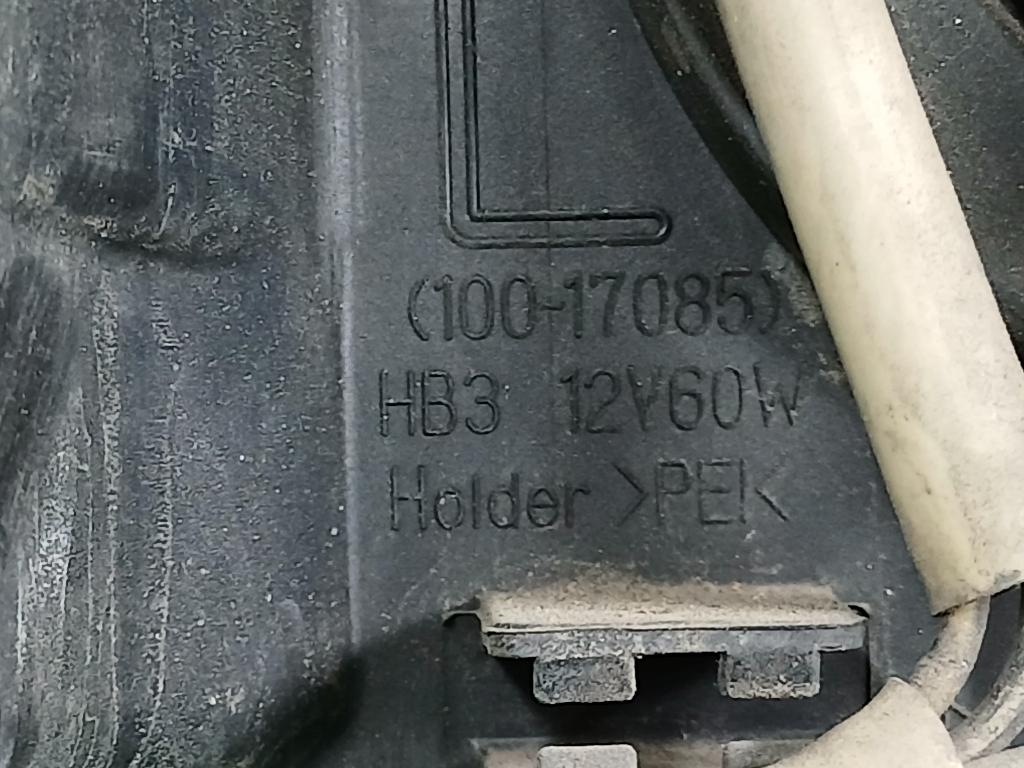 (100-17085)
HB3 12V60W
Holder >PEI<